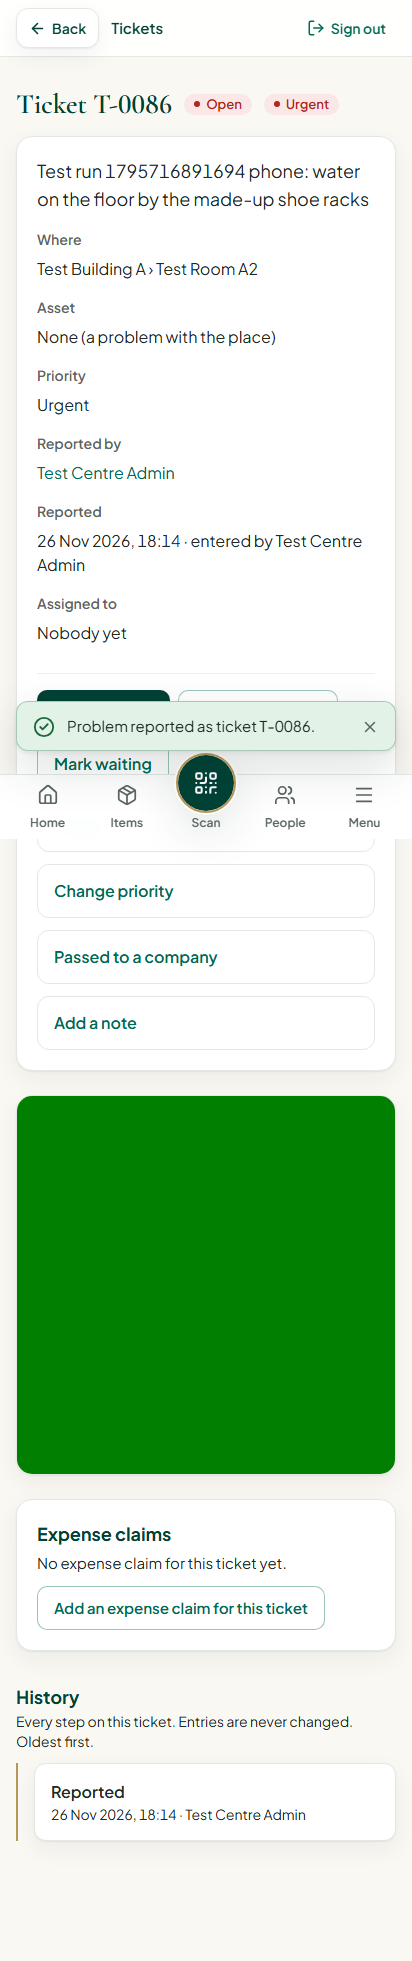 Back
Tickets
Sign out
Ticket T-0086
Open
Urgent
Test run 1795716891694 phone: water
on the floor by the made-up shoe racks
Where
Test Building A › Test Room A2
Asset
None (a problem with the place)
Priority
Urgent
Reported by
Test Centre Admin
Reported
26 Nov 2026, 18:14 · entered by Test Centre
Admin
Assigned to
Nobody yet
Problem reported as ticket T-0086.
Mark waiting
Home
Items
Scan
People
Menu
Change priority
Passed to a company
Add a note
Expense claims
No expense claim for this ticket yet.
Add an expense claim for this ticket
History
Every step on this ticket. Entries are never changed.
Oldest first.
Reported
26 Nov 2026, 18:14 · Test Centre Admin